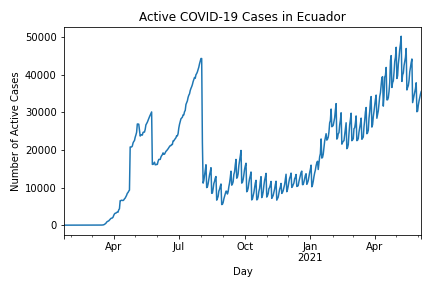 Active COVID-19 Cases in Ecuador
Number of Active Cases
50000
40000
30000
20000
10000
0
Apr
Jul
Oct
Jan
2021
Apr
Day